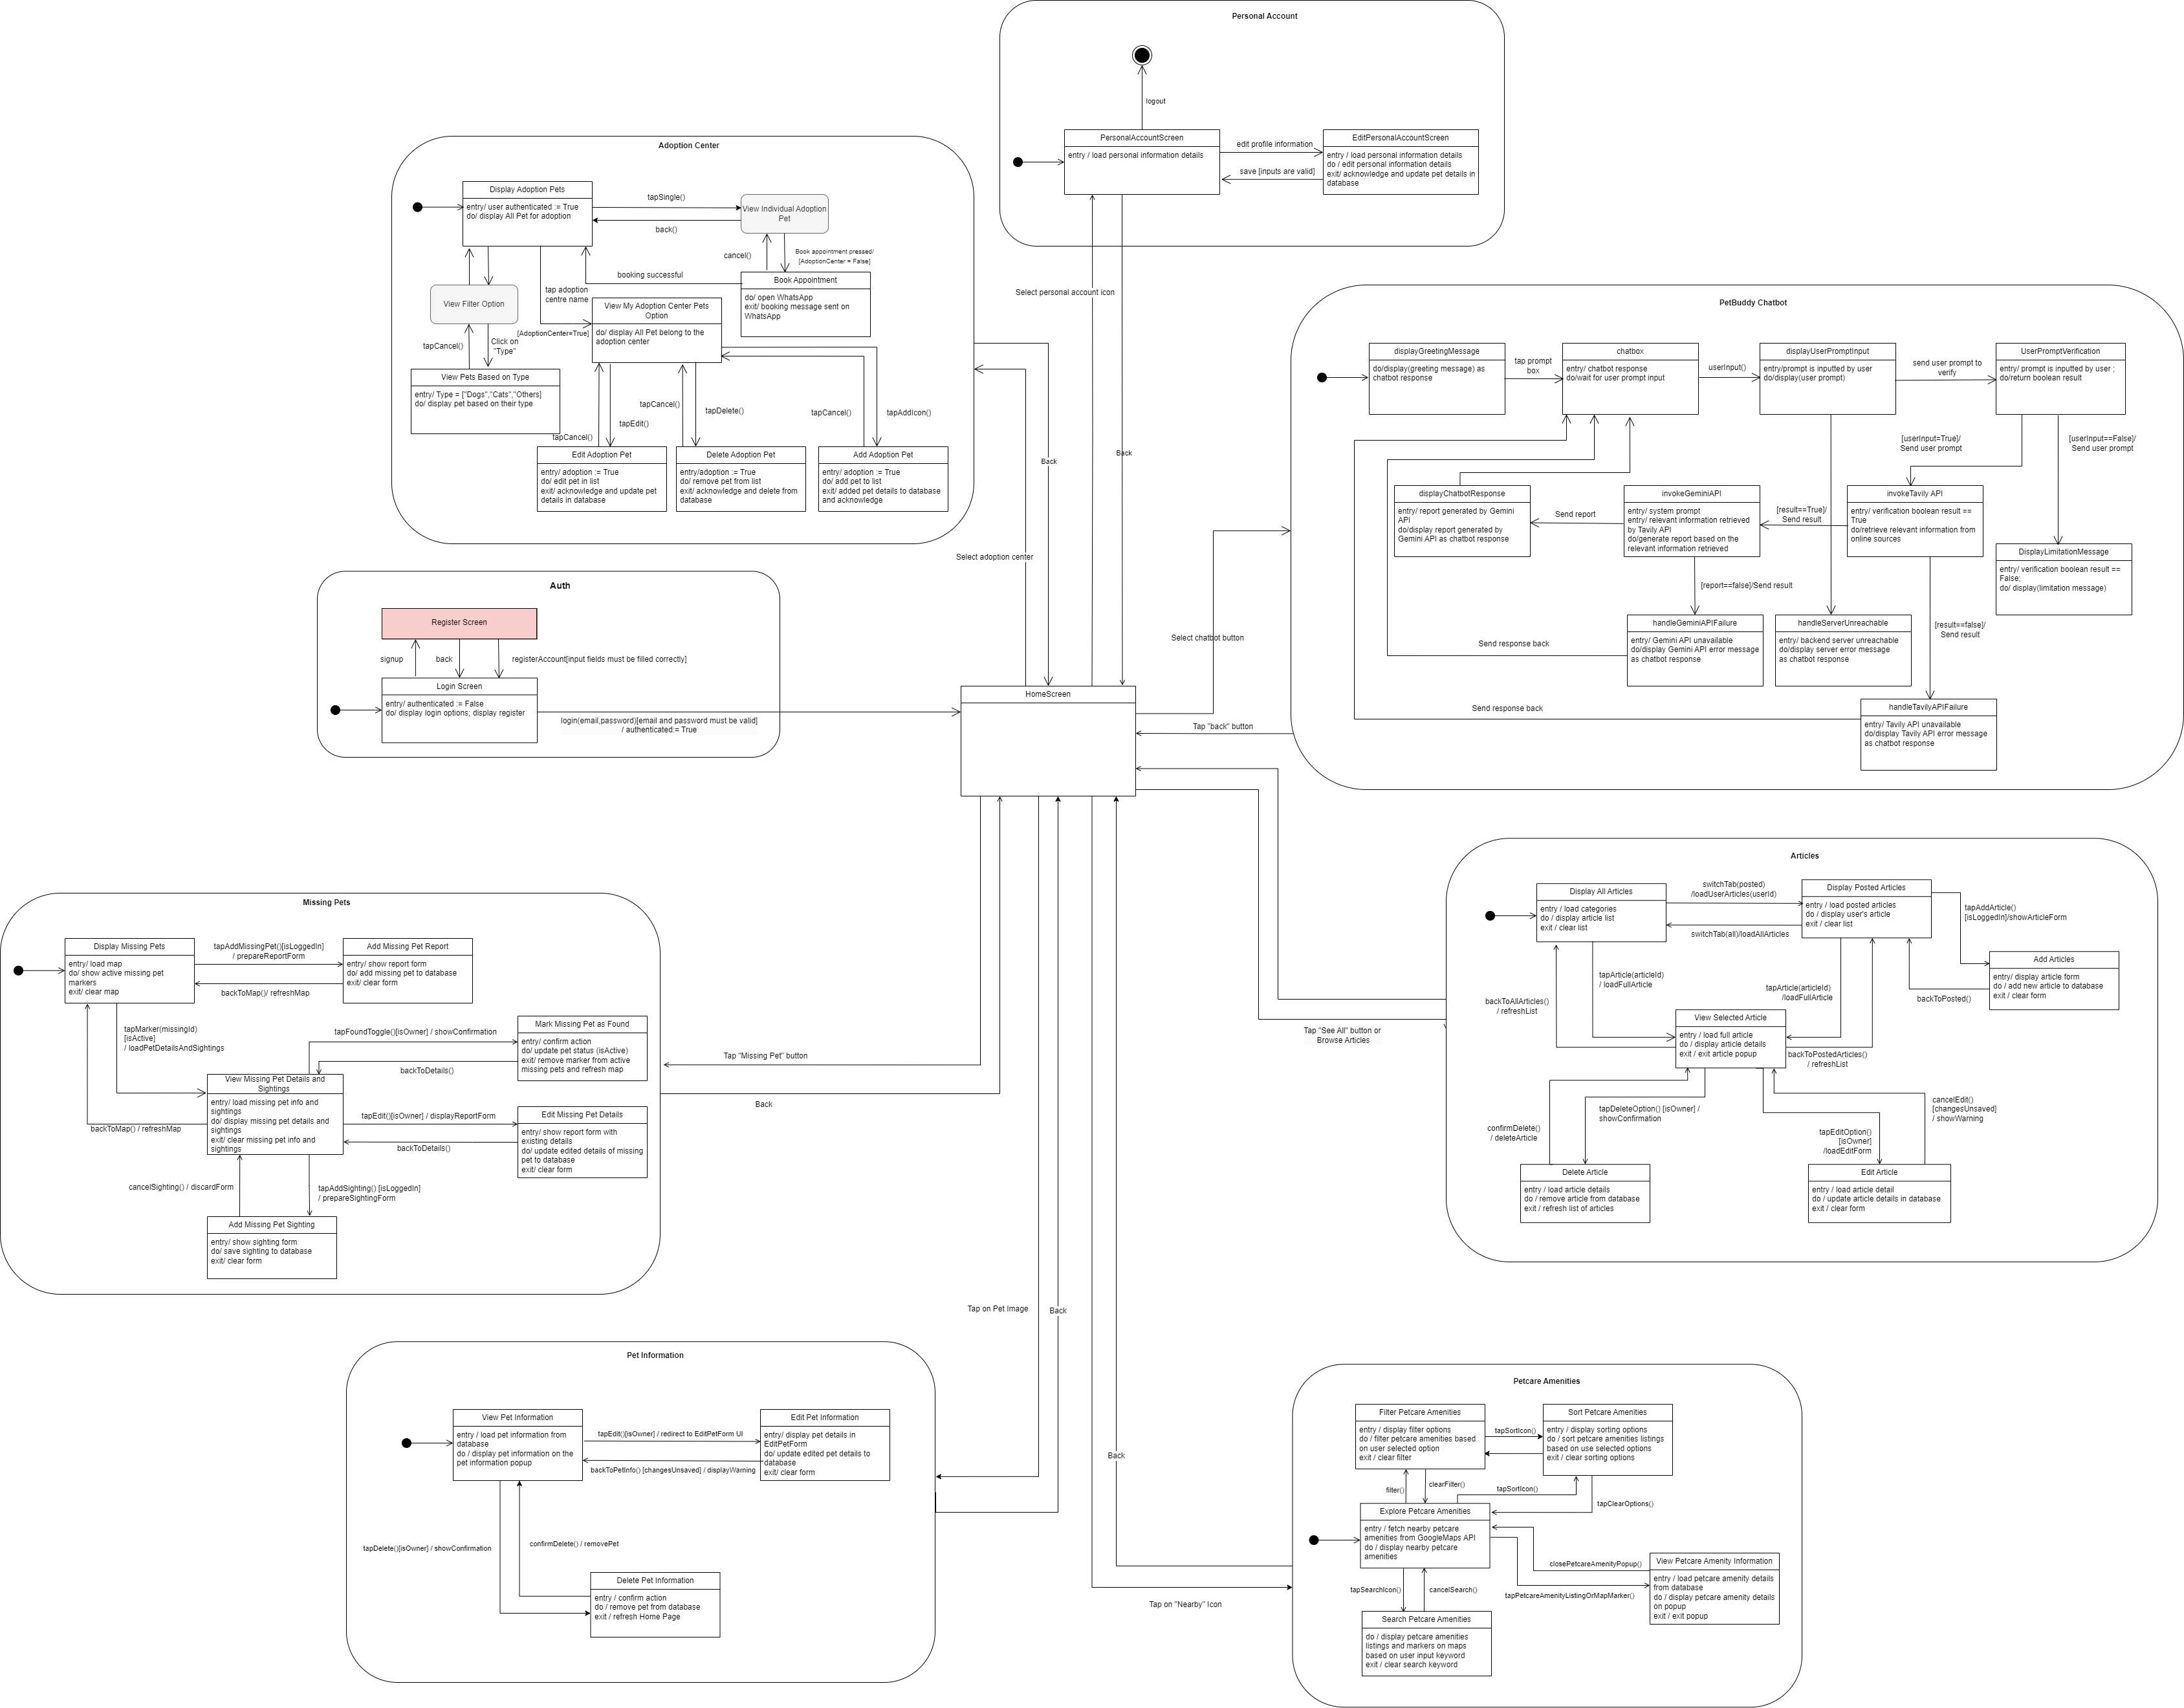 Personal Account
logout
PersonalAccountScreen
entry / load personal information details
edit profile information
save [inputs are valid]
EditPersonalAccountScreen
entry / load personal information details
do / edit personal information details
exit/ acknowledge and update pet details in
database
Select personal account icon
Back
Adoption Center
Display Adoption Pets
entry/ user authenticated := True
do/ display All Pet for adoption
tapSingle()
back()
View Individual Adoption
Pet
cancel()
Book appointment pressed/
[AdoptionCenter = False]
booking successful
Book Appointment
do/ open WhatsApp
exit/ booking message sent on
WhatsApp
View Filter Option
tap adoption
centre name
[AdoptionCenter=True]
View My Adoption Center Pets
Option
do/ display All Pet belong to the
adoption center
tapCancel()
Click on
"Type"
View Pets Based on Type
entry/ Type = ["Dogs","Cats","Others]
do/ display pet based on their type
tapCancel()
tapEdit()
tapCancel()
tapDelete()
tapCancel()
tapAddIcon()
Edit Adoption Pet
entry/ adoption := True
do/ edit pet in list
exit/ acknowledge and update pet
details in database
Delete Adoption Pet
entry/adoption := True
do/ remove pet from list
exit/ acknowledge and delete from
database
Add Adoption Pet
entry/ adoption := True
do/ add pet to list
exit/ added pet details to database
and acknowledge
Back
Select adoption center
PetBuddy Chatbot
displayGreetingMessage
do/display(greeting message) as
chatbot response
tap prompt
box
chatbox
entry/ chatbot response
do/wait for user prompt input
userInput()
displayUserPromptInput
entry/prompt is inputted by user
do/display(user prompt)
send user prompt to
verify
UserPromptVerification
entry/ prompt is inputted by user ;
do/return boolean result
[userInput=True]/
Send user prompt
[userInput==False]/
Send user prompt
displayChatbotResponse
entry/ report generated by Gemini
API
do/display report generated by
Gemini API as chatbot response
Send report
invokeGeminiAPI
entry/ system prompt
entry/ relevant information retrieved
by Tavily API
do/generate report based on the
relevant information retrieved
[result==True]/
Send result
invokeTavily API
entry/ verification boolean result ==
True
do/retrieve relevant information from
online sources
DisplayLimitationMessage
entry/ verification boolean result ==
False;
do/ display(limitation message)
[report==false]/Send result
handleGeminiAPIFailure
entry/ Gemini API unavailable
do/display Gemini API error message
as chatbot response
handleServerUnreachable
entry/ backend server unreachable
do/display server error message
as chatbot response
[result==false]/
Send result
Send response back
Send response back
handleTavilyAPIFailure
entry/ Tavily API unavailable
do/display Tavily API error message
as chatbot response
Select chatbot button
Tap "back" button
Auth
Register Screen
signup
back
registerAccount[input fields must be filled correctly]
Login Screen
entry/ authenticated := False
do/ display login options; display register
login(email,password)[email and password must be valid]
/ authenticated:= True
HomeScreen
Missing Pets
Display Missing Pets
entry/ load map
do/ show active missing pet
markers
exit/ clear map
tapAddMissingPet()[isLoggedIn]
/ prepareReportForm
backToMap()/ refreshMap
Add Missing Pet Report
entry/ show report form
do/ add missing pet to database
exit/ clear form
tapMarker(missingId)
[isActive]
/ loadPetDetailsAndSightings
tapFoundToggle()[isOwner] / showConfirmation
backToDetails()
Mark Missing Pet as Found
entry/ confirm action
do/ update pet status (isActive)
exit/ remove marker from active
missing pets and refresh map
View Missing Pet Details and
Sightings
entry/ load missing pet info and
sightings
do/ display missing pet details and
sightings
exit/ clear missing pet info and
sightings
backToMap() / refreshMap
tapEdit()[isOwner] / displayReportForm
backToDetails()
Edit Missing Pet Details
entry/ show report form with
existing details
do/ update edited details of missing
pet to database
exit/ clear form
cancelSighting() / discardForm
tapAddSighting() [isLoggedIn]
/ prepareSightingForm
Add Missing Pet Sighting
entry/ show sighting form
do/ save sighting to database
exit/ clear form
Tap "Missing Pet" button
Back
Articles
Display All Articles
entry / load categories
do / display article list
exit / clear list
switchTab(posted)
/loadUserArticles(userId)
switchTab(all)/loadAllArticles
Display Posted Articles
entry / load posted articles
do / display user's article
exit / clear list
tapAddArticle()
[isLoggedIn]/showArticleForm
Add Articles
entry/ display article form
do / add new article to database
exit / clear form
backToPosted()
tapArticle(articleId)
/ loadFullArticle
tapArticle(articleId)
/loadFullArticle
backToAllArticles()
/ refreshList
View Selected Article
entry / load full article
do / display article details
exit / exit article popup
backToPostedArticles()
/ refreshList
tapDeleteOption() [isOwner] /
showConfirmation
confirmDelete()
/ deleteArticle
tapEditOption()
[isOwner]
/loadEditForm
cancelEdit()
[changesUnsaved]
/ showWarning
Delete Article
entry / load article details
do / remove article from database
exit / refresh list of articles
Edit Article
entry / load article detail
do / update article details in database
exit / clear form
Tap "See All" button or
Browse Articles
Tap on Pet Image
Back
Pet Information
View Pet Information
entry / load pet information from
database
do / display pet information on the
pet information popup
tapEdit()[isOwner] / redirect to EditPetForm UI
backToPetInfo() [changesUnsaved] / displayWarning
Edit Pet Information
entry/ display pet details in
EditPetForm
do/ update edited pet details to
database
exit/ clear form
tapDelete()[isOwner] / showConfirmation
confirmDelete() / removePet
Delete Pet Information
entry / confirm action
do / remove pet from database
exit / refresh Home Page
Back
Tap on "Nearby" Icon
Petcare Amenities
Filter Petcare Amenities
entry / display filter options
do / filter petcare amenities based
on user selected option
exit / clear filter
tapSortIcon()
Sort Petcare Amenities
entry / display sorting options
do / sort petcare amenities listings
based on use selected options
exit / clear sorting options
filter()
clearFilter()
tapSortIcon()
tapClearOptions()
Explore Petcare Amenities
entry / fetch nearby petcare
amenities from GoogleMaps API
do / display nearby petcare
amenities
closePetcareAmenityPopup()
tapPetcareAmenityListingOrMapMarker()
View Petcare Amenity Information
entry / load petcare amenity details
from database
do / display petcare amenity details
on popup
exit / exit popup
tapSearchIcon()
cancelSearch()
Search Petcare Amenities
do / display petcare amenities
listings and markers on maps
based on user input keyword
exit / clear search keyword